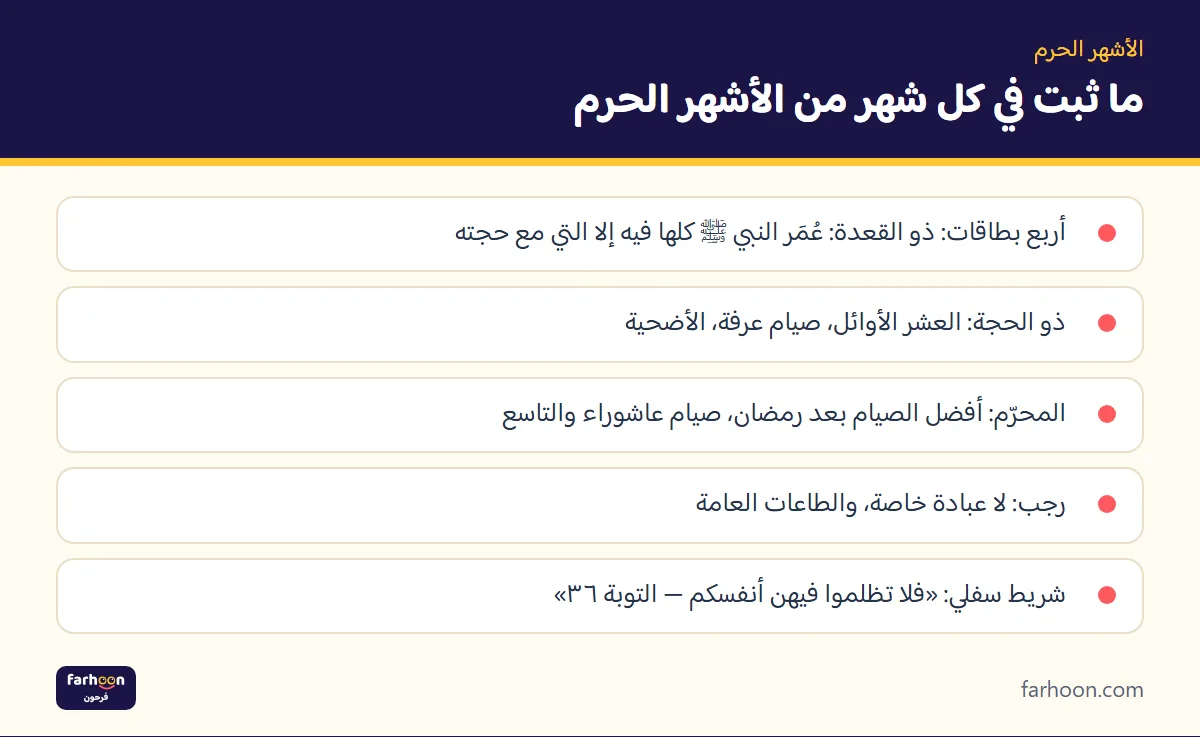 الأشهر الحرم
ما ثبت في كل شهر من الأشهر الحرم
أربع بطاقات: ذو القعدة: عُمَر النبي ﷺ كلها فيه إلا التي مع حجته
ذو الحجة: العشر الأوائل، صيام عرفة، الأضحية
المحرّم: أفضل الصيام بعد رمضان، صيام عاشوراء والتاسع
رجب: لا عبادة خاصة، والطاعات العامة
شريط سفلي: «فلا تظلموا فيهن أنفسكم — التوبة ٣٦»
farhoon.com
farhoon
فرحون